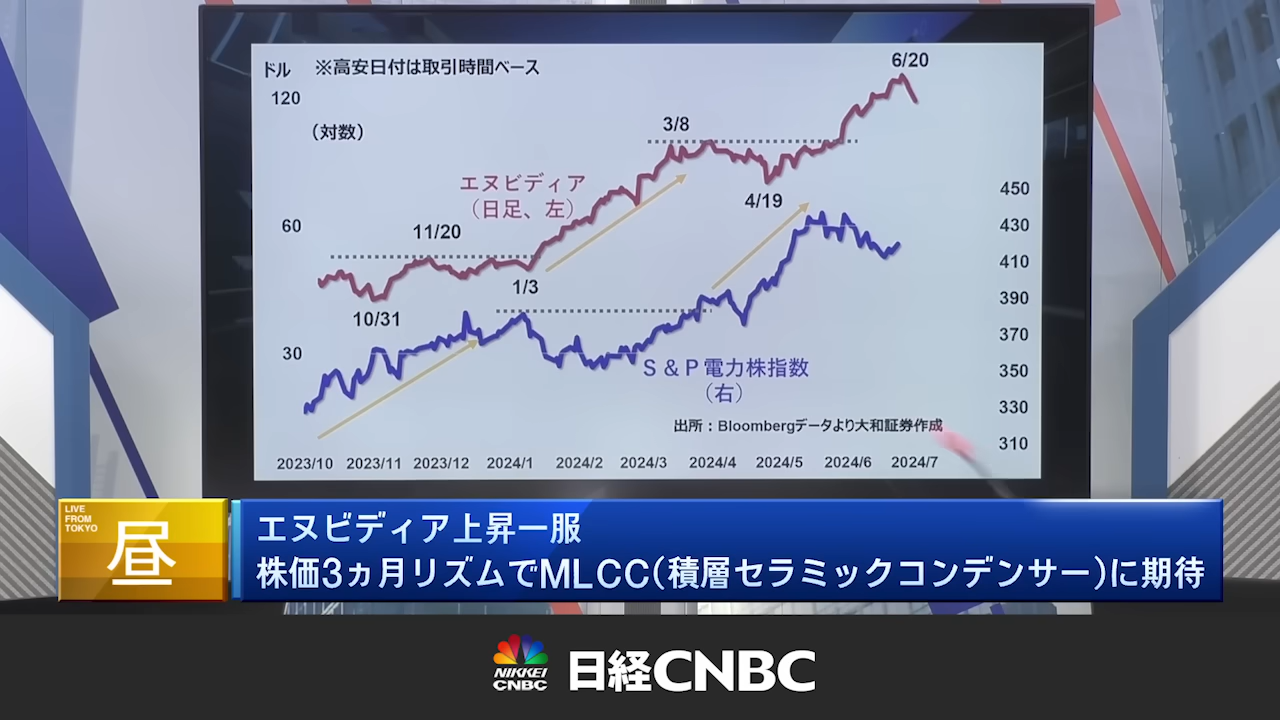 ドル ※高安日付は取引時間ベース
6/20
120
（対数）
3/8
エヌビディア
（日足、左）
450
4/19
60
11/20
430
410
1/3
390
10/31
370
30
S＆P電力株指数
350
（右）
330
出所：Bloombergデータより大和証券作成
310
2023/10 2023/11 2023/12 2024/1 2024/2 2024/3 2024/4 2024/5 2024/6 2024/7
LIVE
FROM
TOKYO
昼
エヌビディア上昇一服
株価3ヵ月リズムでMLCC(積層セラミックコンデンサー)に期待
NIKKEI
CNBC
日経CNBC